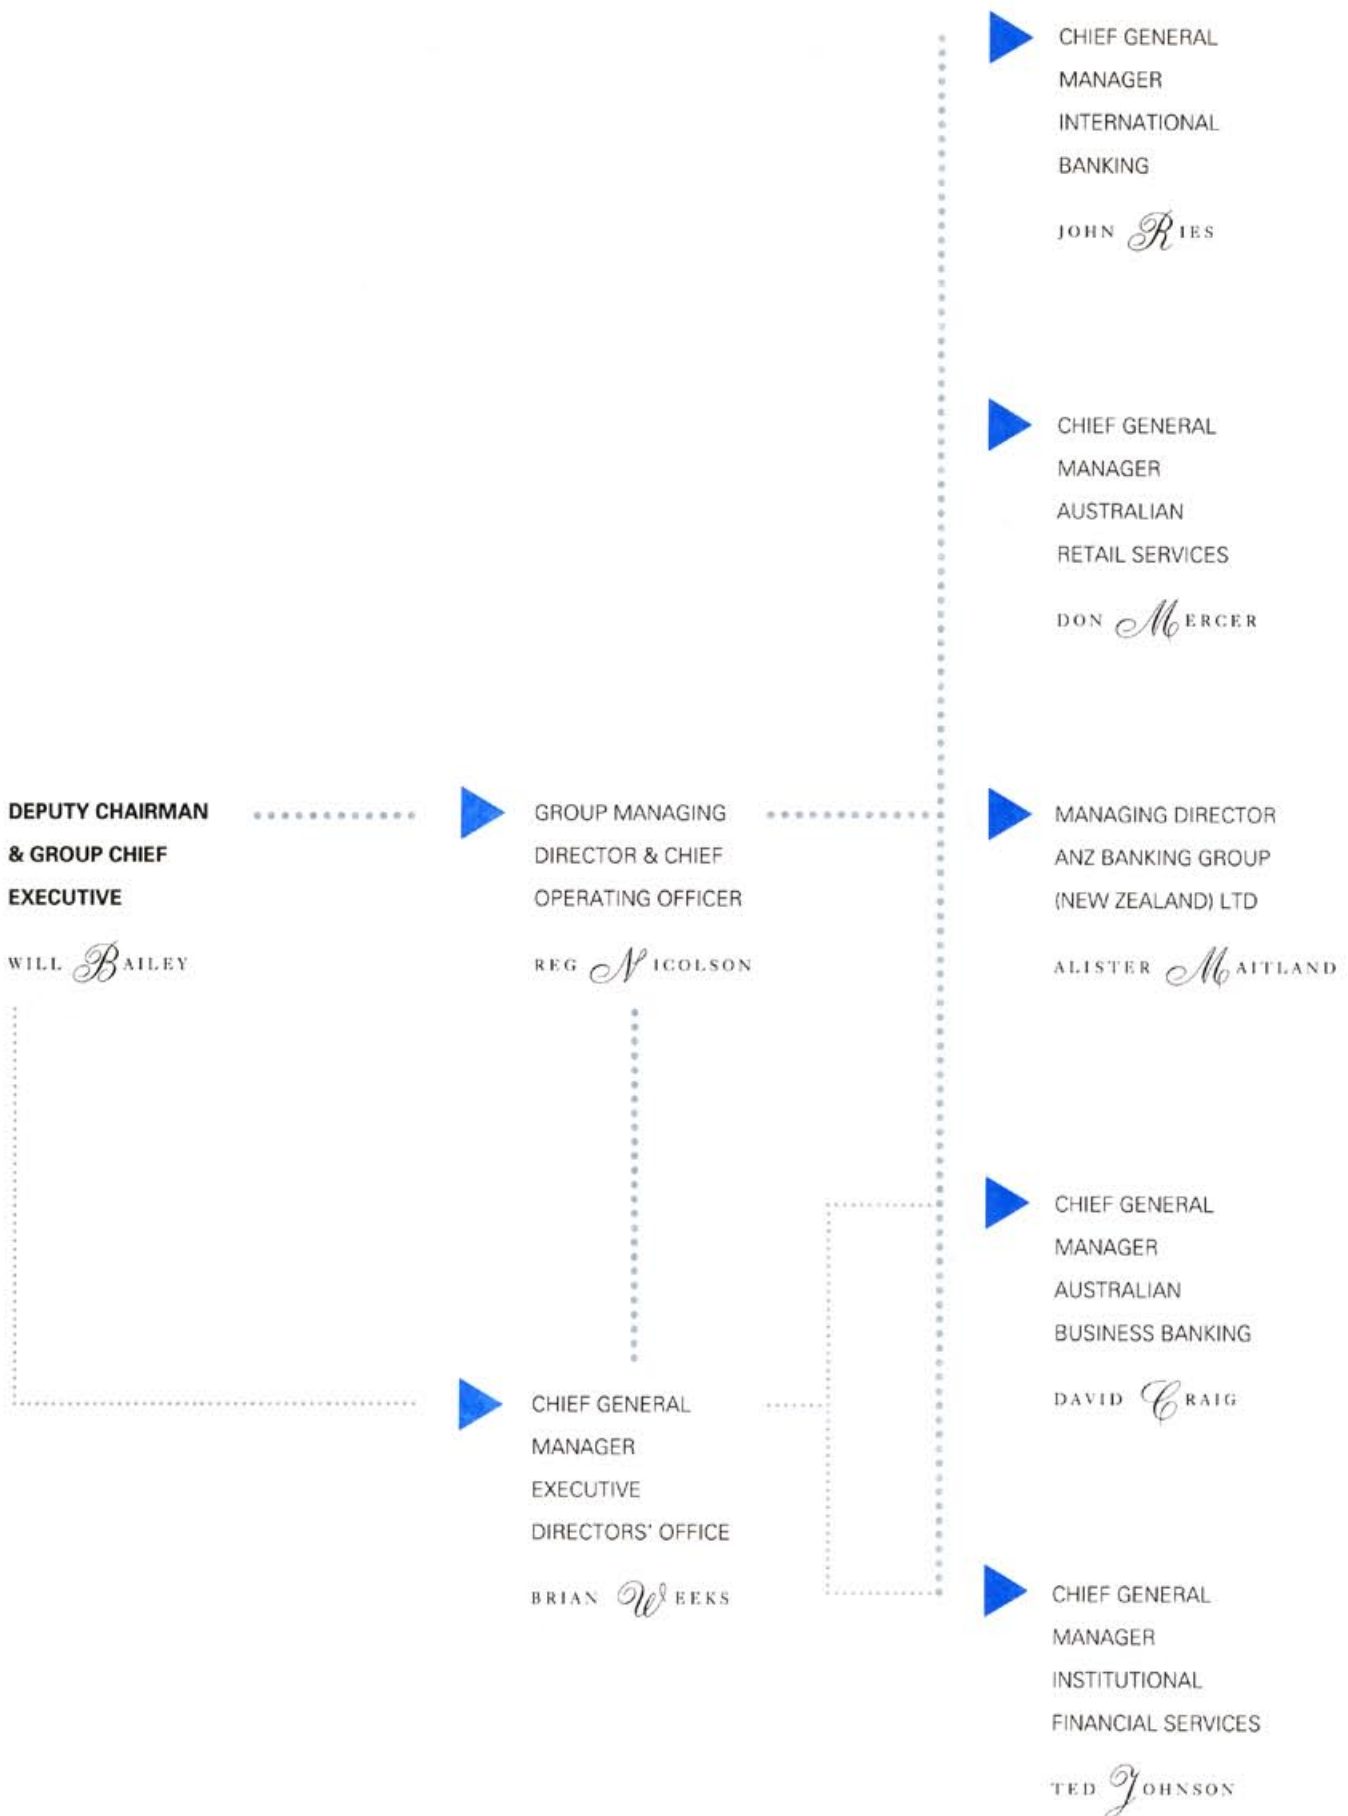 CHIEF GENERAL
MANAGER
INTERNATIONAL
BANKING
JOHN RIES
CHIEF GENERAL
MANAGER
AUSTRALIAN
RETAIL SERVICES
DON MERCER
DEPUTY CHAIRMAN
& GROUP CHIEF
EXECUTIVE
WILL BAILEY
GROUP MANAGING
DIRECTOR & CHIEF
OPERATING OFFICER
REG NICOLSON
MANAGING DIRECTOR
ANZ BANKING GROUP
(NEW ZEALAND) LTD
ALISTER MAITLAND
CHIEF GENERAL
MANAGER
AUSTRALIAN
BUSINESS BANKING
DAVID CRAIG
CHIEF GENERAL
MANAGER
EXECUTIVE
DIRECTORS' OFFICE
BRIAN WEEKS
CHIEF GENERAL
MANAGER
INSTITUTIONAL
FINANCIAL SERVICES
TED JOHNSON